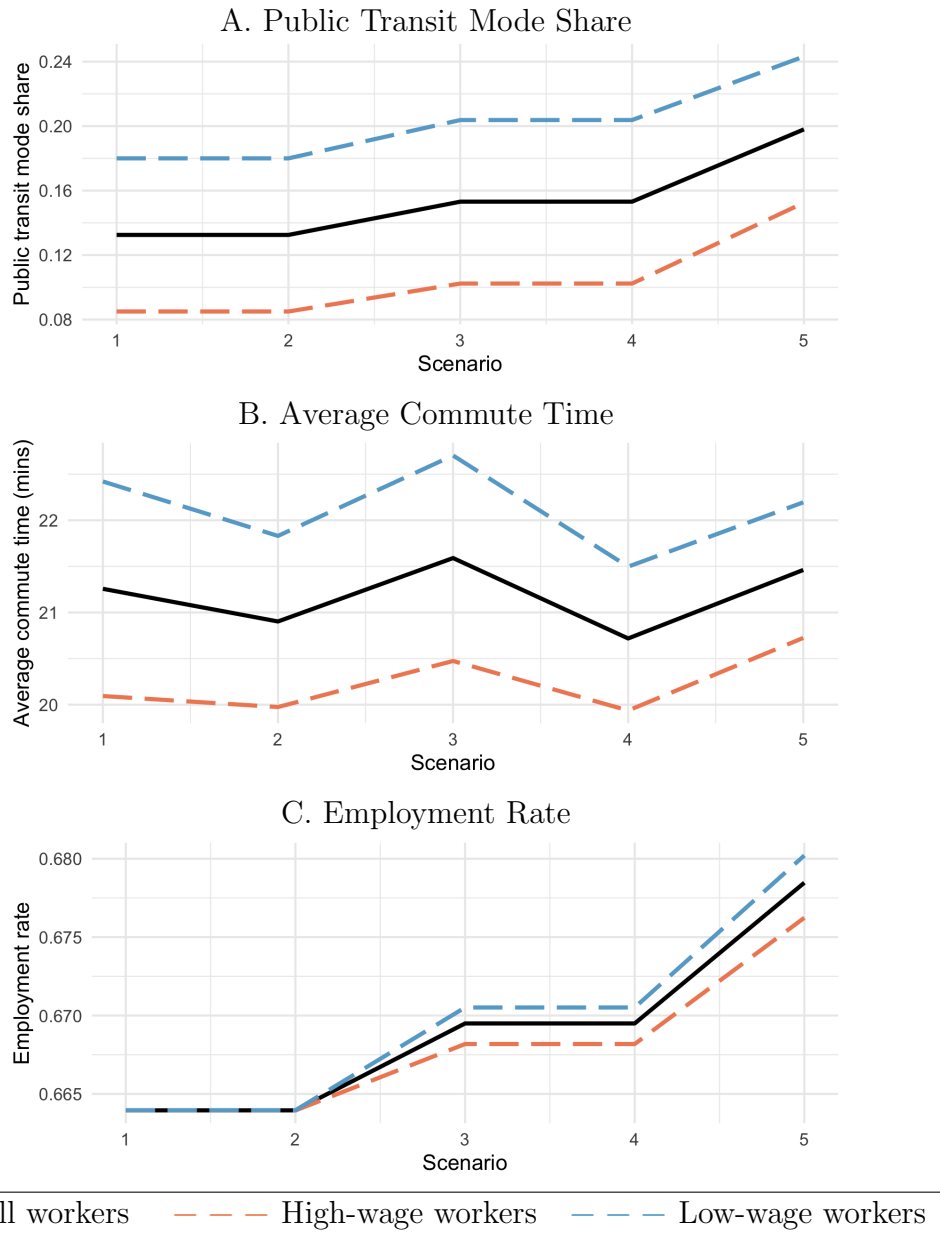 A. Public Transit Mode Share
Public transit mode share
0.24
0.20
0.16
0.12
0.08
1 2 3 4 5
Scenario
B. Average Commute Time
Average commute time (mins)
22
21
20
1 2 3 4 5
Scenario
C. Employment Rate
Employment rate
0.680
0.675
0.670
0.665
1 2 3 4 5
Scenario
ll workers High-wage workers Low-wage workers